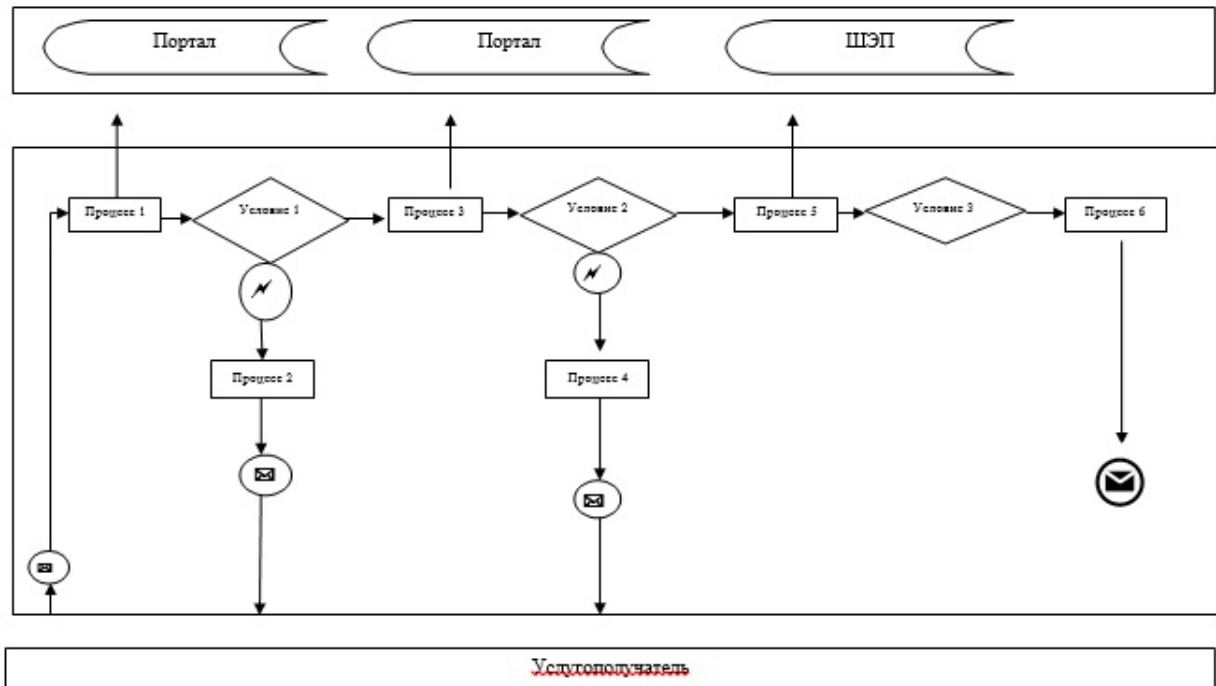 Портал
Портал
ШЭП
Процесс 1
Условие 1
Процесс 3
Условие 2
Процесс 5
Условие 3
Процесс 6
Процесс 2
Процесс 4
Услугополучатель